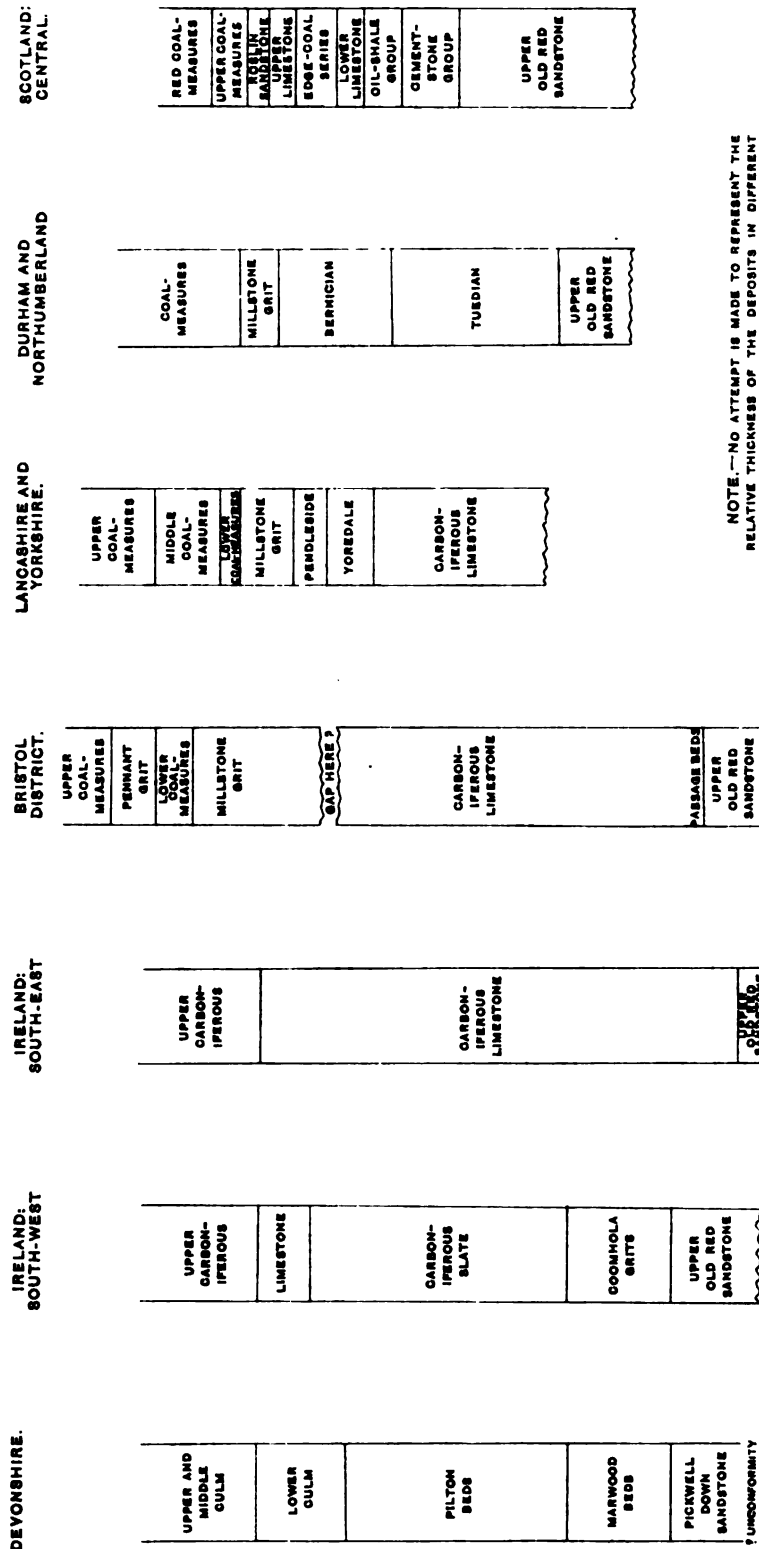 DEVONSHIRE.
UPPER AND
MIDDLE
CULM
LOWER
CULM
PILTON
BEDS
MARWOOD
BEDS
PICKWELL
DOWN
SANDSTONE
? UNCONFORMITY
IRELAND:
SOUTH-WEST
UPPER
CARBON-
IFEROUS
LIMESTONE
CARBON-
IFEROUS
SLATE
COOMHOLA
GRITS
UPPER
OLD RED
SANDSTONE
IRELAND:
SOUTH-EAST
UPPER
CARBON-
IFEROUS
CARBON-
IFEROUS
LIMESTONE
UPPER
OLD RED
BRISTOL
DISTRICT.
UPPER
COAL-
MEASURES
PENNANT
GRIT
LOWER
COAL-
MEASURES
MILLSTONE
GRIT
GAP HERE ?
CARBON-
IFEROUS
LIMESTONE
PASSAGE BEDS
UPPER
OLD RED
SANDSTONE
LANCASHIRE AND
YORKSHIRE.
UPPER
COAL-
MEASURES
MIDDLE
COAL-
MEASURES
LOWER
COAL-MEASURES
MILLSTONE
GRIT
PENDLESIDE
YOREDALE
CARBON-
IFEROUS
LIMESTONE
DURHAM AND
NORTHUMBERLAND
COAL-
MEASURES
MILLSTONE
GRIT
BERNICIAN
TUEDIAN
UPPER
OLD RED
SANDSTONE
SCOTLAND:
CENTRAL.
RED COAL-
MEASURES
UPPER COAL-
MEASURES
ROSLIN
SANDSTONE
UPPER
LIMESTONE
EDGE-COAL
SERIES
LOWER
LIMESTONE
OIL-SHALE
GROUP
CEMENT-
STONE
GROUP
UPPER
OLD RED
SANDSTONE
NOTE.—NO ATTEMPT IS MADE TO REPRESENT THE
RELATIVE THICKNESS OF THE DEPOSITS IN DIFFERENT